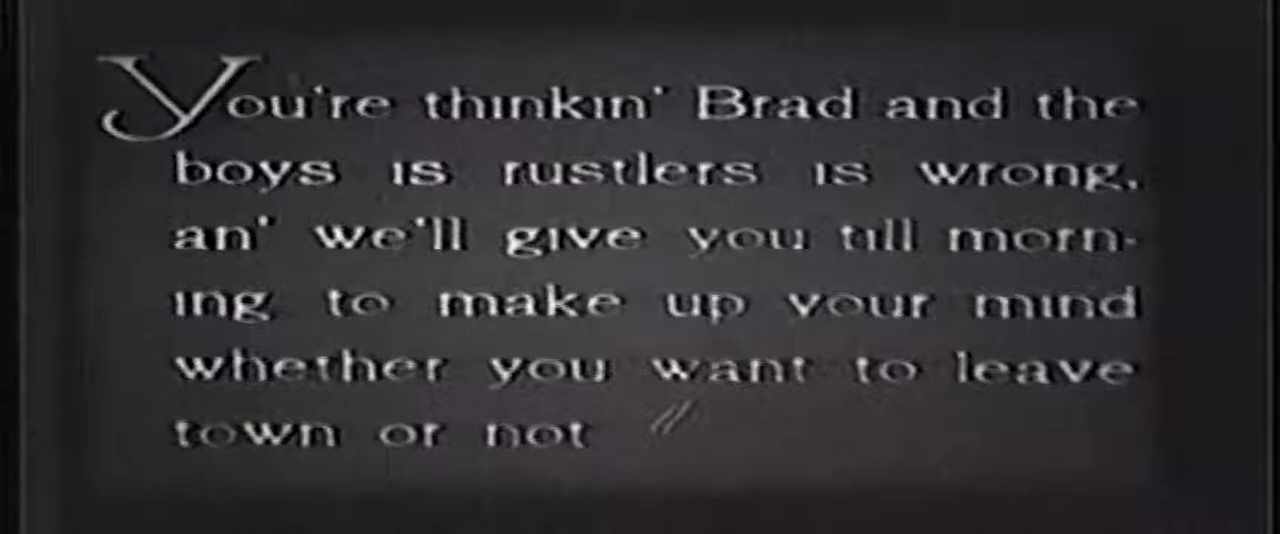 You're thinkin' Brad and the
boys is rustlers is wrong,
an' we'll give you till morn-
ing to make up your mind
whether you want to leave
town or not "